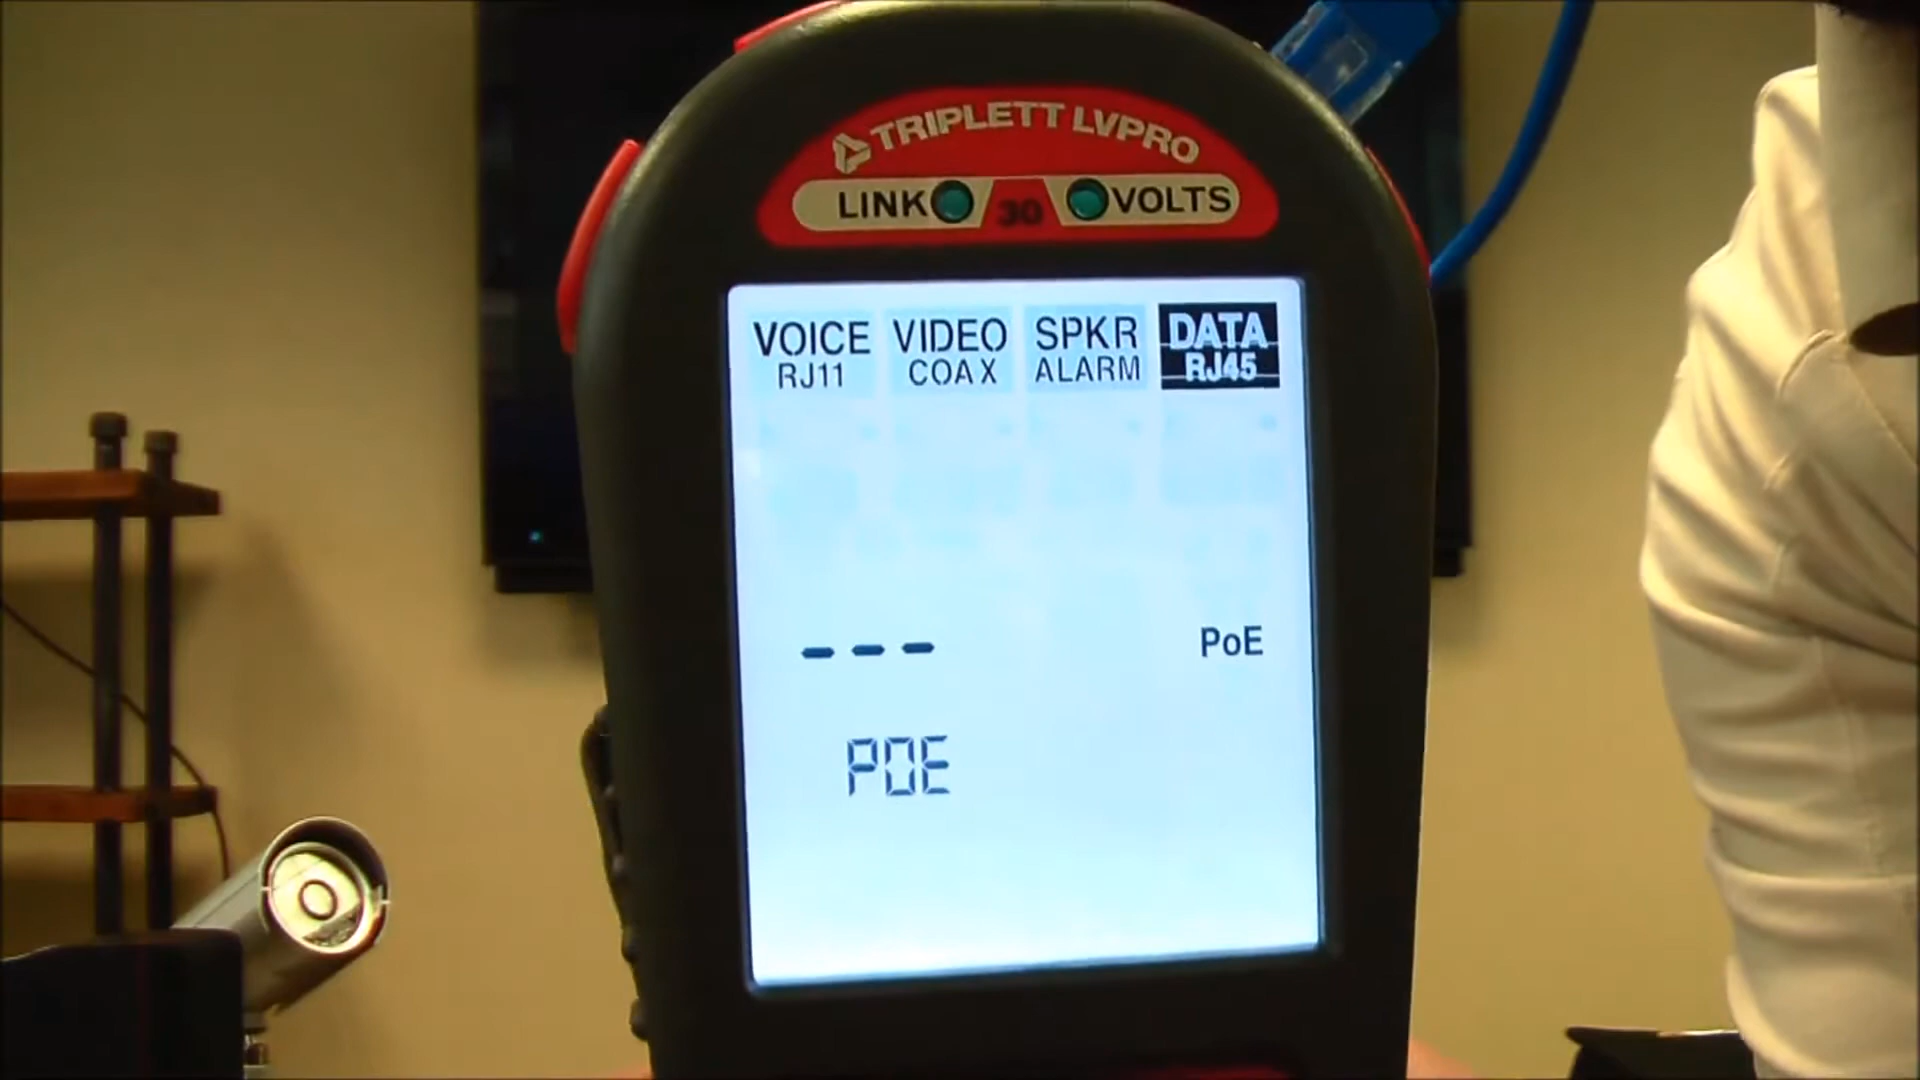 TRIPLETT LVPRO
LINK 30 VOLTS
VOICE VIDEO SPKR DATA
RJ11 COAX ALARM RJ45
--- PoE
POE